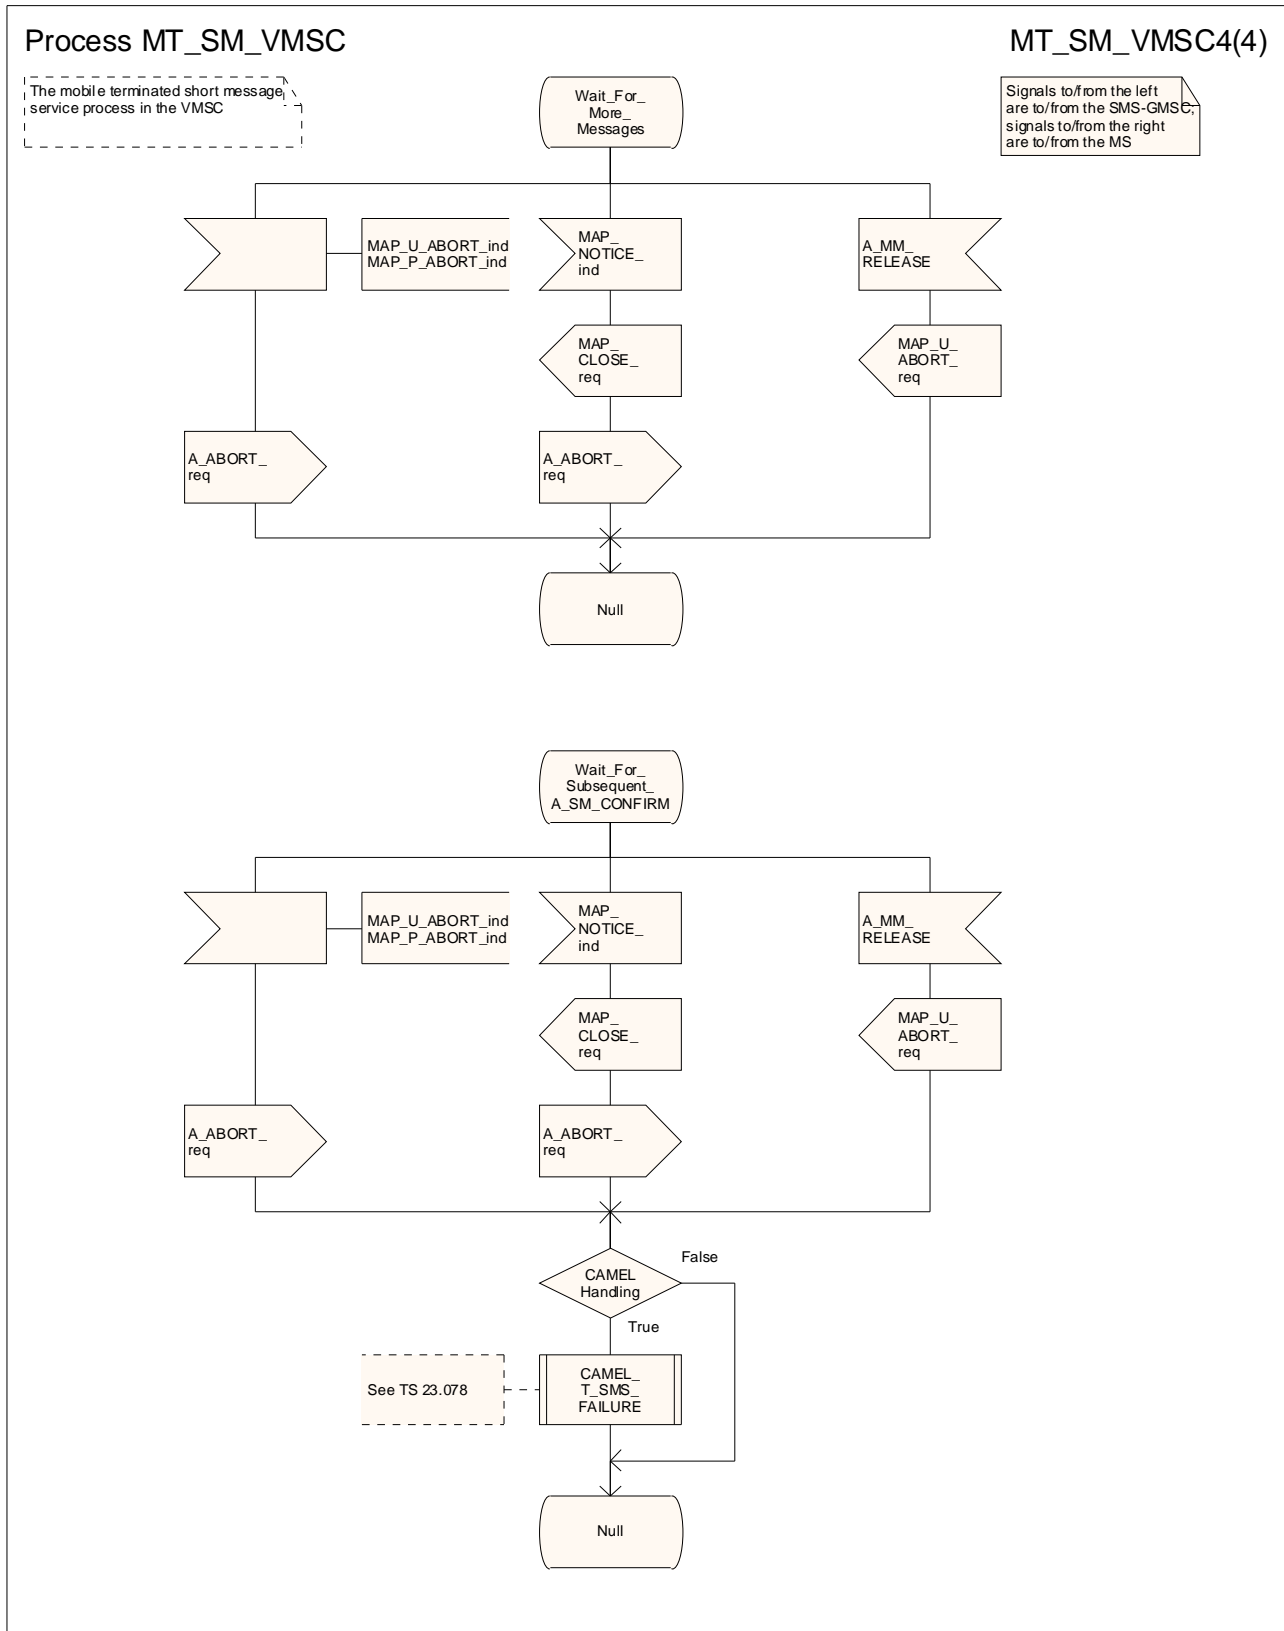 Process MT_SM_VMSC
MT_SM_VMSC4(4)
The mobile terminated short message
service process in the VMSC
Signals to/from the left
are to/from the SMS-GMSC;
signals to/from the right
are to/from the MS
Wait_For_
More_
Messages
MAP_U_ABORT_ind
MAP_P_ABORT_ind
MAP_
NOTICE_
ind
A_MM_
RELEASE
MAP_
CLOSE_
req
MAP_U_
ABORT_
req
A_ABORT_
req
A_ABORT_
req
Null
Wait_For_
Subsequent_
A_SM_CONFIRM
MAP_U_ABORT_ind
MAP_P_ABORT_ind
MAP_
NOTICE_
ind
A_MM_
RELEASE
MAP_
CLOSE_
req
MAP_U_
ABORT_
req
A_ABORT_
req
A_ABORT_
req
False
CAMEL
Handling
True
See TS 23.078
CAMEL_
T_SMS_
FAILURE
Null